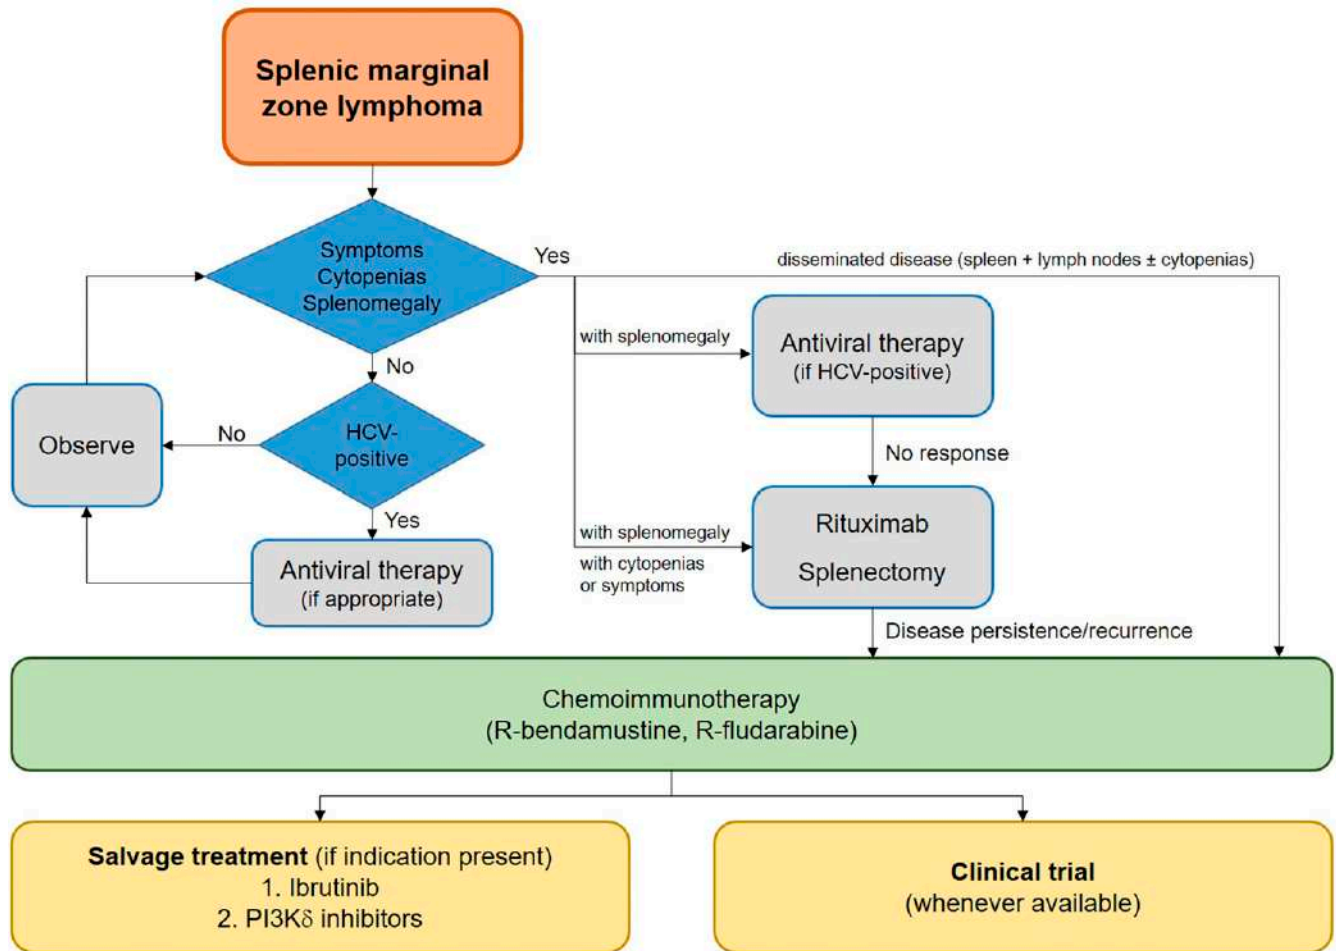 Splenic marginal
zone lymphoma
Symptoms
Cytopenias
Splenomegaly
Yes
disseminated disease (spleen + lymph nodes ± cytopenias)
with splenomegaly
Antiviral therapy
(if HCV-positive)
No
Observe
No
HCV-
positive
No response
Yes
with splenomegaly
with cytopenias
or symptoms
Rituximab
Splenectomy
Antiviral therapy
(if appropriate)
Disease persistence/recurrence
Chemoimmunotherapy
(R-bendamustine, R-fludarabine)
Salvage treatment (if indication present)
1. Ibrutinib
2. PI3Kδ inhibitors
Clinical trial
(whenever available)